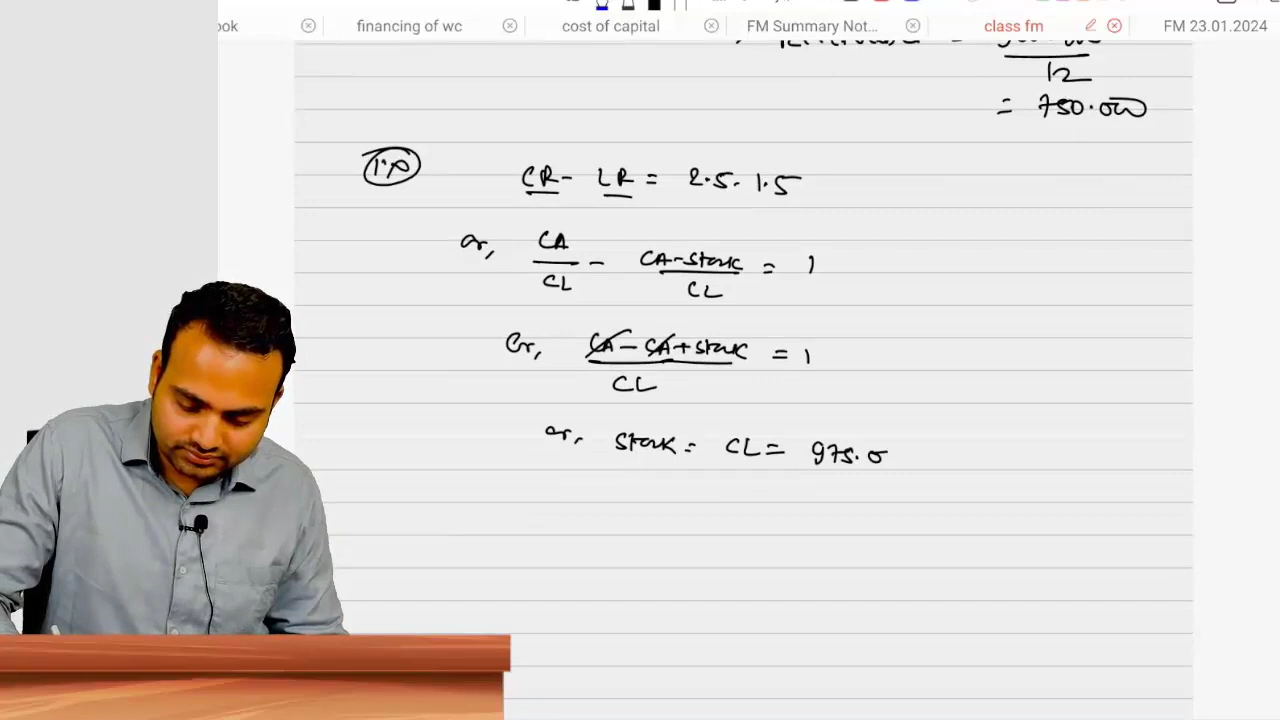 ook financing of wc cost of capital FM Summary Not... class fm FM 23.01.2024
12
= 750.000
CR - LR = 2.5 - 1.5
or, CA/CL - CA-Stock/CL = 1
or, CA-CA+Stock/CL = 1
or, Stock = CL = 975.0